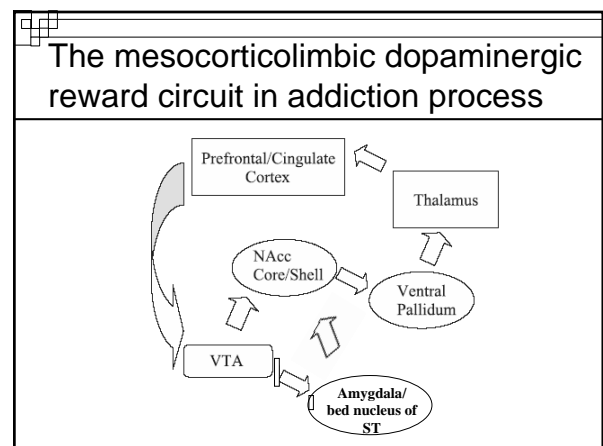 The mesocorticolimbic dopaminergic
reward circuit in addiction process
Prefrontal/Cingulate
Cortex
Thalamus
NAcc
Core/Shell
Ventral
Pallidum
VTA
Amygdala/
bed nucleus of
ST